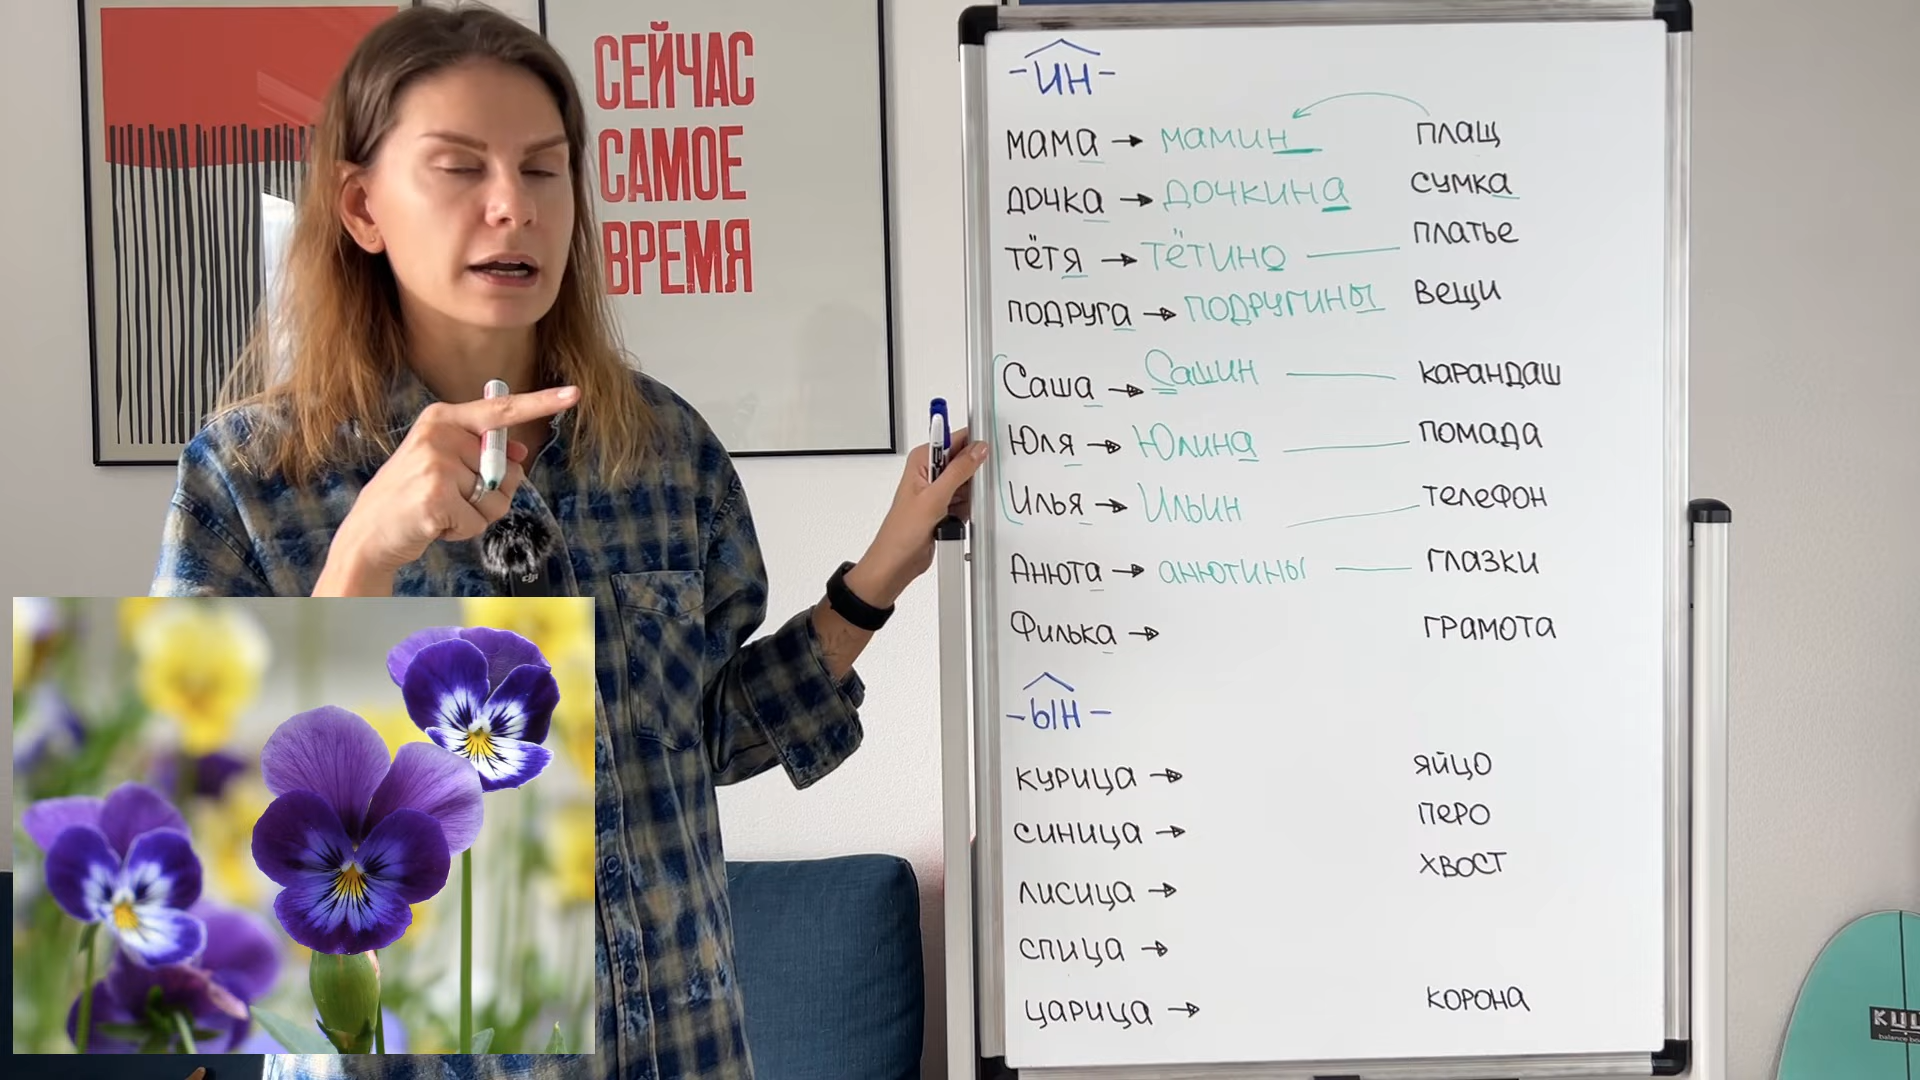 СЕЙЧАС
САМОЕ
ВРЕМЯ
-ИН-
мама → мамин плащ
дочка → дочкина сумка
тётя → тётино — платье
подруга → подругины вещи
Саша → Сашин — карандаш
Юля → Юлина — помада
Илья → Ильин — телефон
Анюта → анютины — глазки
Филька → грамота
-ЫН-
курица → яйцо
синица → перо
лисица → хвост
спица →
царица → корона
dji